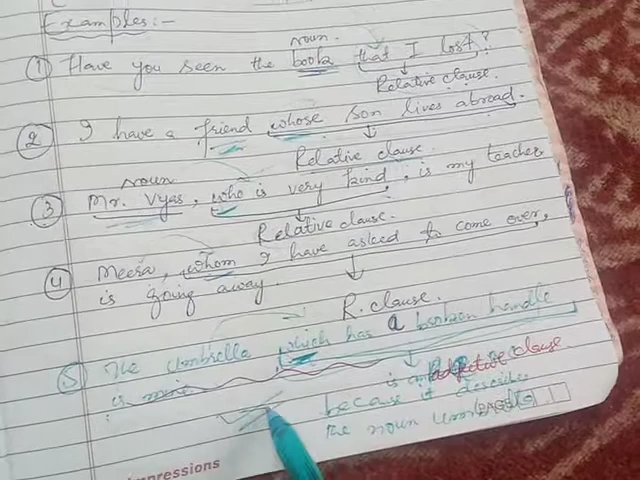 Examples:-
noun.
① Have you seen the book that I lost?
Relative clause.
② I have a friend whose son lives abroad.
Relative clause.
noun
③ Mr. Vyas, who is very kind, is my teacher
Relative clause.
④ Meera, whom I have asked to come over,
is going away.
R. clause.
⑤ The Umbrella which has a broken handle
is mine.
is adjective clause
because it describes
the noun Umbrella
impressions